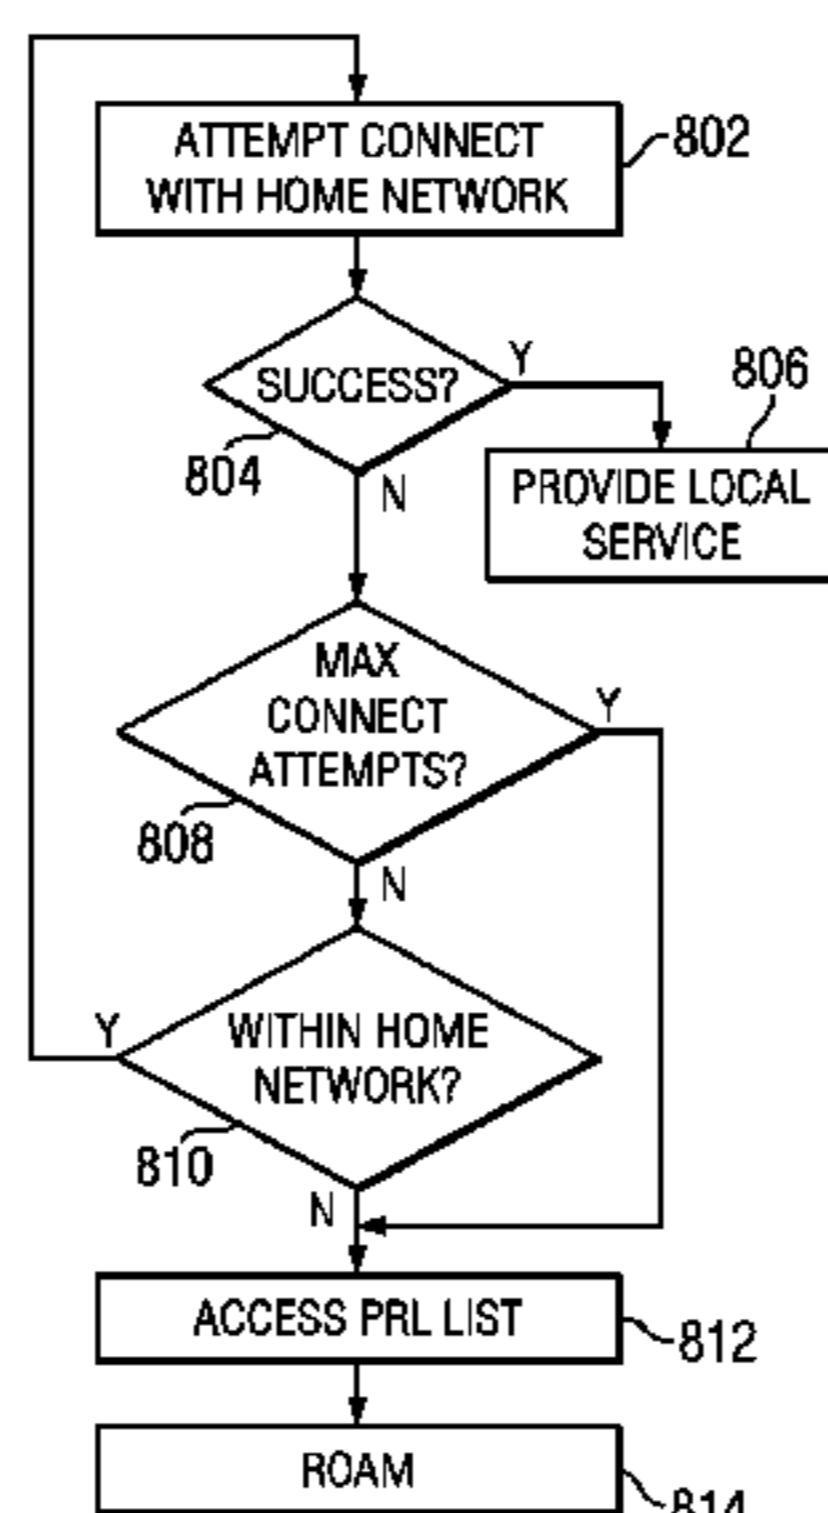 ATTEMPT CONNECT
WITH HOME NETWORK
802
SUCCESS?
Y
804
N
806
PROVIDE LOCAL
SERVICE
MAX
CONNECT
ATTEMPTS?
Y
808
N
WITHIN HOME
NETWORK?
Y
810
N
ACCESS PRL LIST
812
ROAM
814